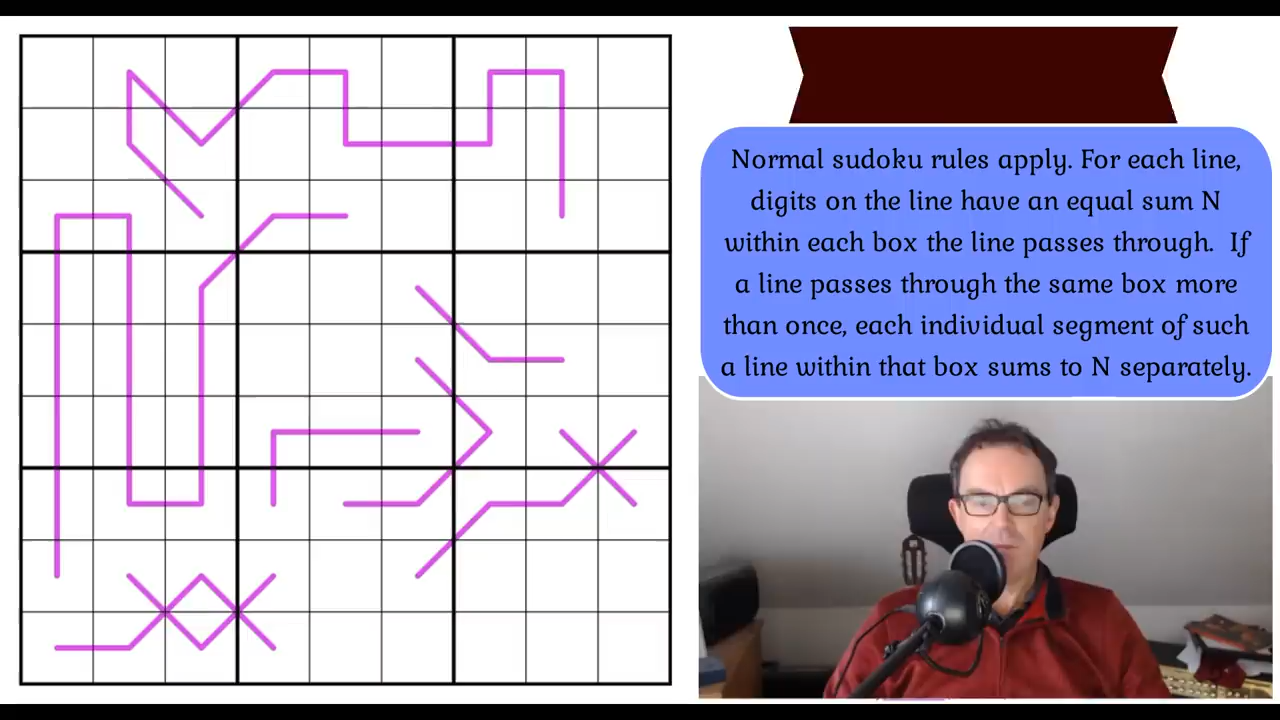 Normal sudoku rules apply. For each line,
digits on the line have an equal sum N
within each box the line passes through. If
a line passes through the same box more
than once, each individual segment of such
a line within that box sums to N separately.